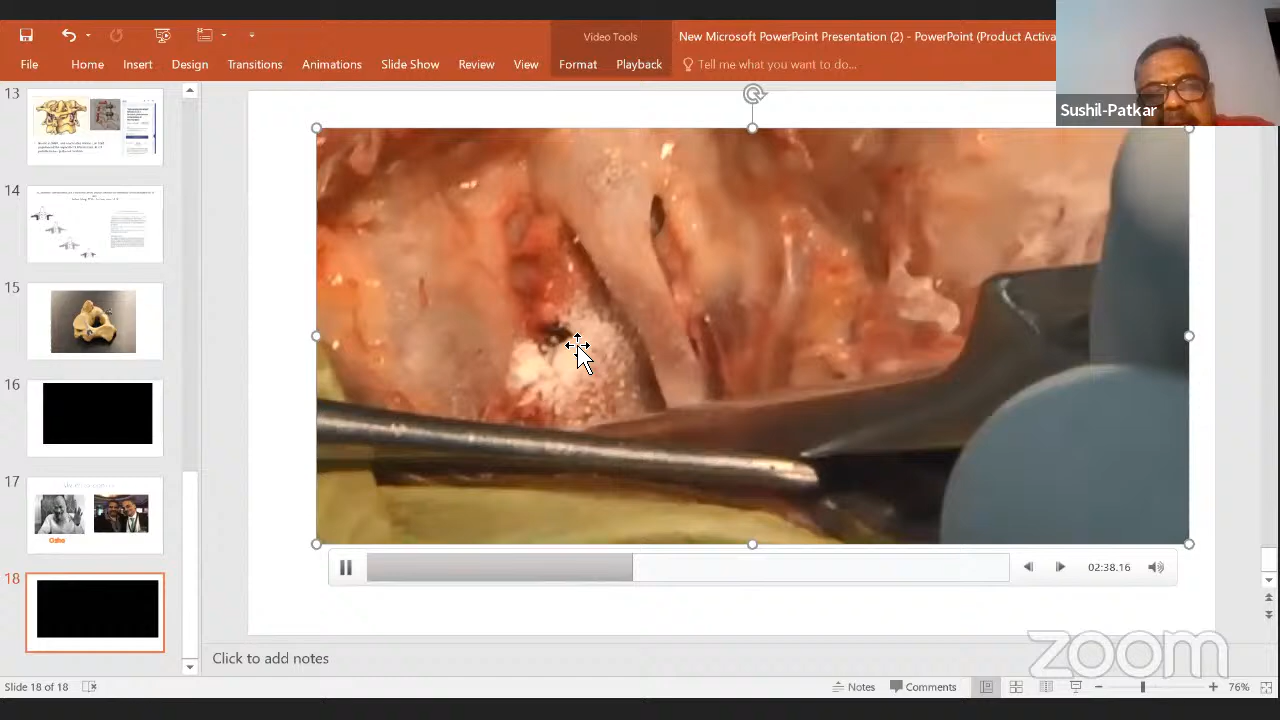 Video Tools
New Microsoft PowerPoint Presentation (2) - PowerPoint (Product Activa
File Home Insert Design Transitions Animations Slide Show Review View Format Playback Tell me what you want to do...
Sushil-Patkar
13
14
15
16
17
18
02:38.16
Click to add notes
zoom
Slide 18 of 18 Notes Comments 76%